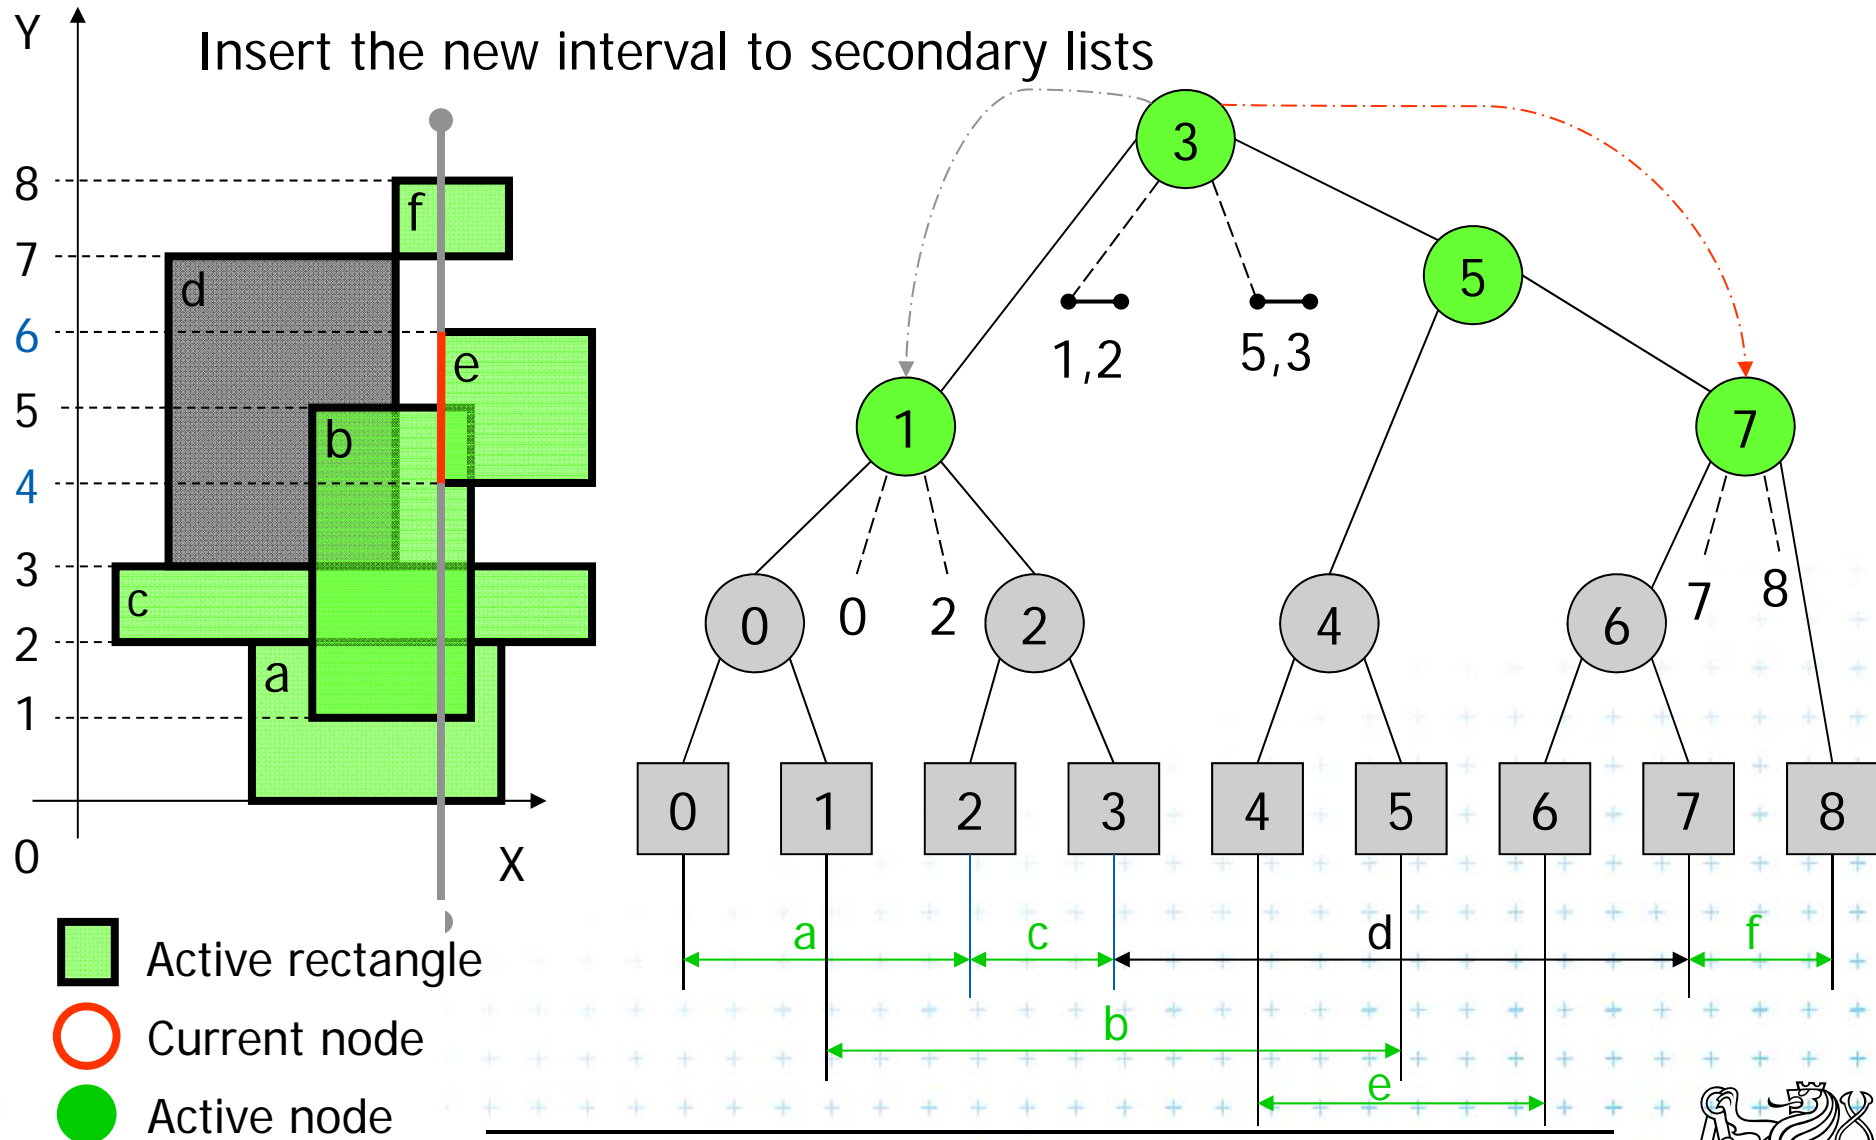 Y
Insert the new interval to secondary lists
3
8
f
7
d
5
6
1,2
5,3
e
5
b
1
7
4
3
c
0
0
2
2
4
6
7
8
2
a
1
0
1
2
3
4
5
6
7
8
0
X
a
c
d
f
Active rectangle
b
Current node
e
Active node